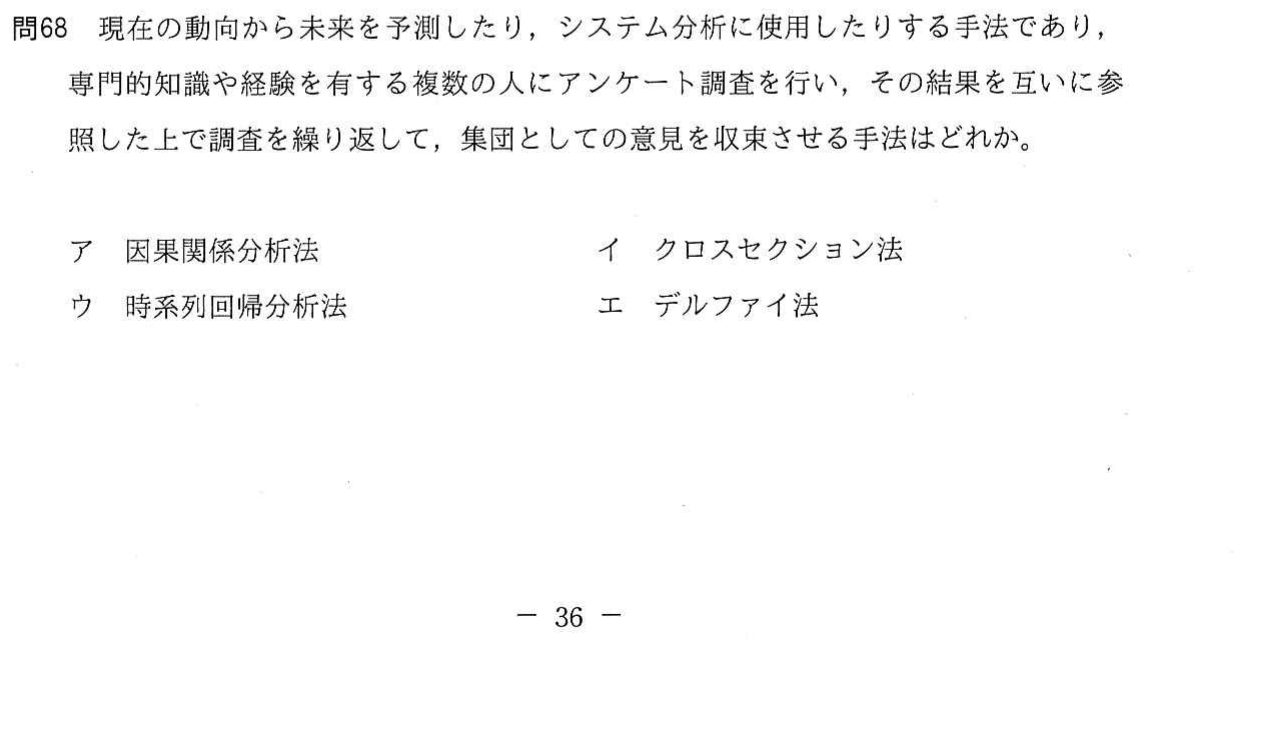 問68 現在の動向から未来を予測したり，システム分析に使用したりする手法であり，
専門的知識や経験を有する複数の人にアンケート調査を行い，その結果を互いに参
照した上で調査を繰り返して，集団としての意見を収束させる手法はどれか。
ア 因果関係分析法 イ クロスセクション法
ウ 時系列回帰分析法 エ デルファイ法
－ 36 －